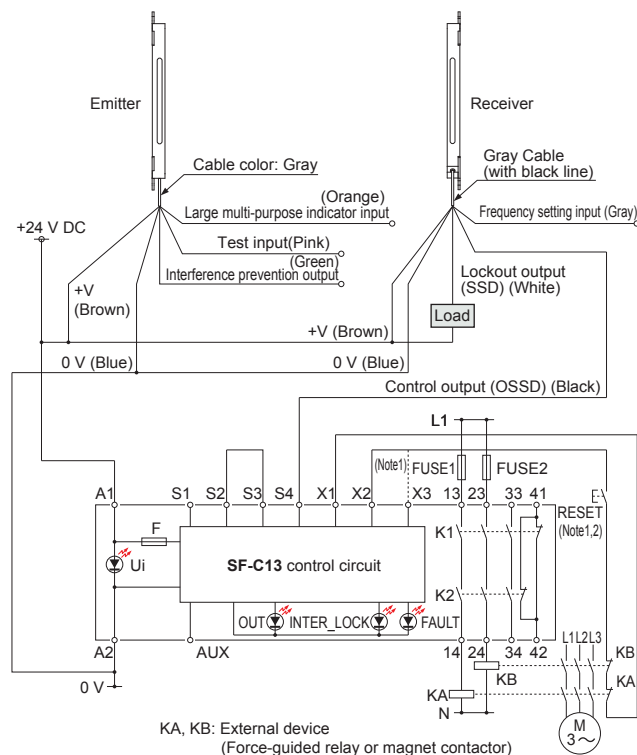 Emitter
Receiver
Cable color: Gray
Gray Cable
(with black line)
(Orange)
Large multi-purpose indicator input
Frequency setting input (Gray)
+24 V DC
Test input(Pink)
(Green)
Interference prevention output
Lockout output
(SSD) (White)
+V
(Brown)
Load
+V (Brown)
0 V (Blue)
0 V (Blue)
Control output (OSSD) (Black)
L1
(Note1)
FUSE1
FUSE2
A1
S1
S2
S3
S4
X1
X2
X3
13
23
33
41
RESET
(Note1,2)
F
K1
Ui
SF-C13 control circuit
K2
OUT
INTER_LOCK
FAULT
A2
AUX
14
24
34
42
L1L2L3
KB
KB
KA
KA
0 V
N
M
3~
KA, KB: External device
(Force-guided relay or magnet contactor)